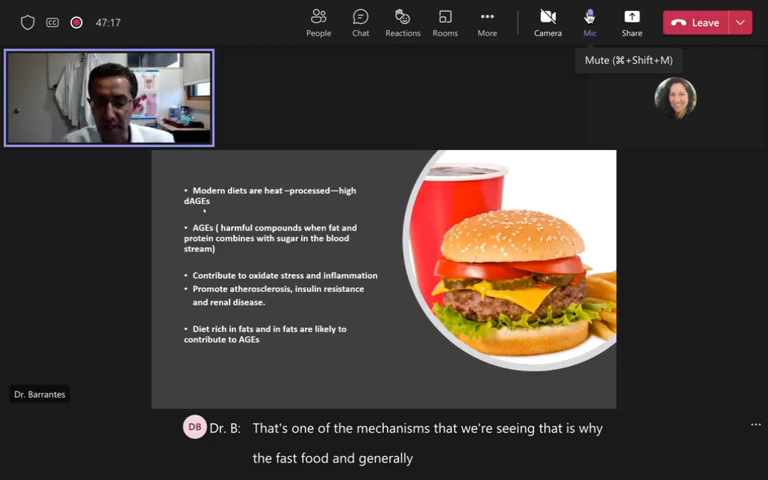 47:17
CC
People
Chat
Reactions
Rooms
More
Camera
Mic
Share
Leave
Mute (⌘+Shift+M)
• Modern diets are heat –processed—high
dAGEs
• AGEs ( harmful compounds when fat and
protein combines with sugar in the blood
stream)
• Contribute to oxidate stress and inflammation
• Promote atherosclerosis, insulin resistance
and renal disease.
• Diet rich in fats and in fats are likely to
contribute to AGEs
Dr. Barrantes
DB Dr. B: That's one of the mechanisms that we're seeing that is why
the fast food and generally